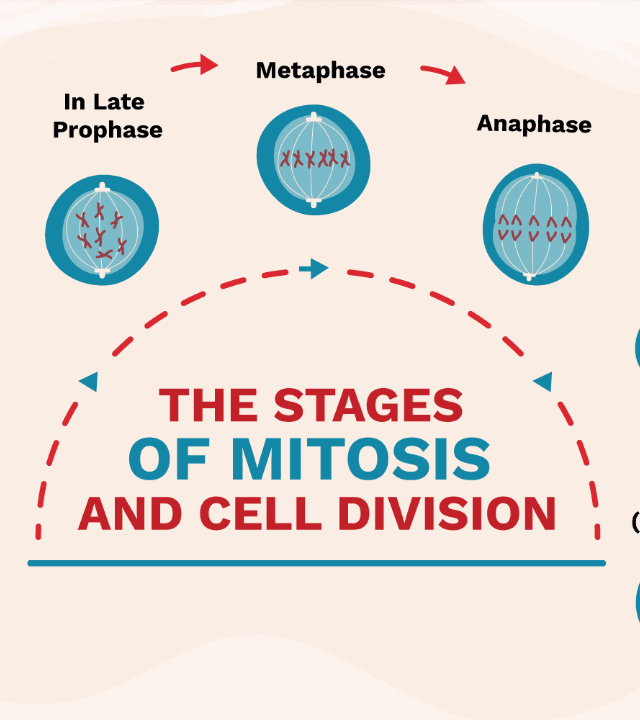 In Late
Prophase
Metaphase
Anaphase
THE STAGES
OF MITOSIS
AND CELL DIVISION
(